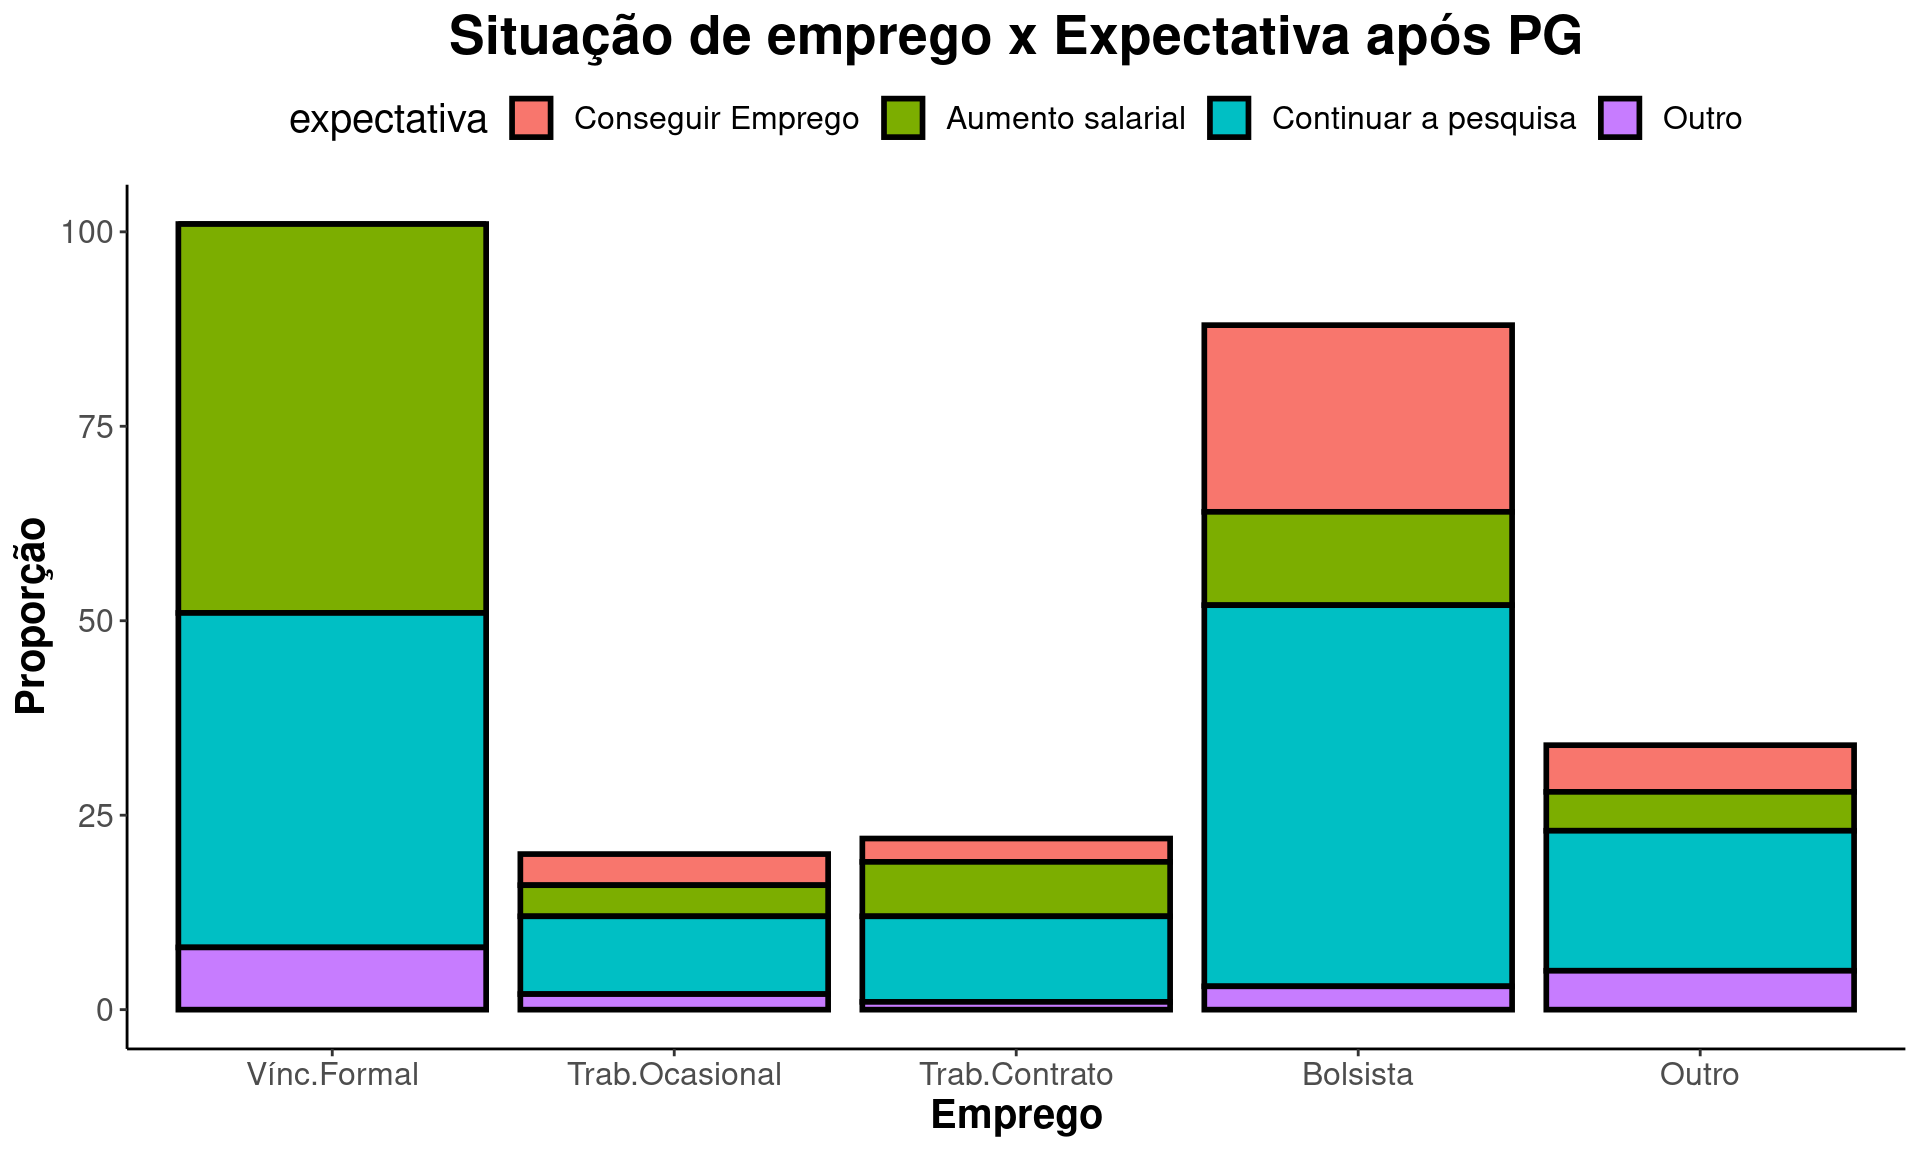 Situação de emprego x Expectativa após PG
expectativa Conseguir Emprego Aumento salarial Continuar a pesquisa Outro
Proporção
100
75
50
25
0
Vínc.Formal Trab.Ocasional Trab.Contrato Bolsista Outro
Emprego